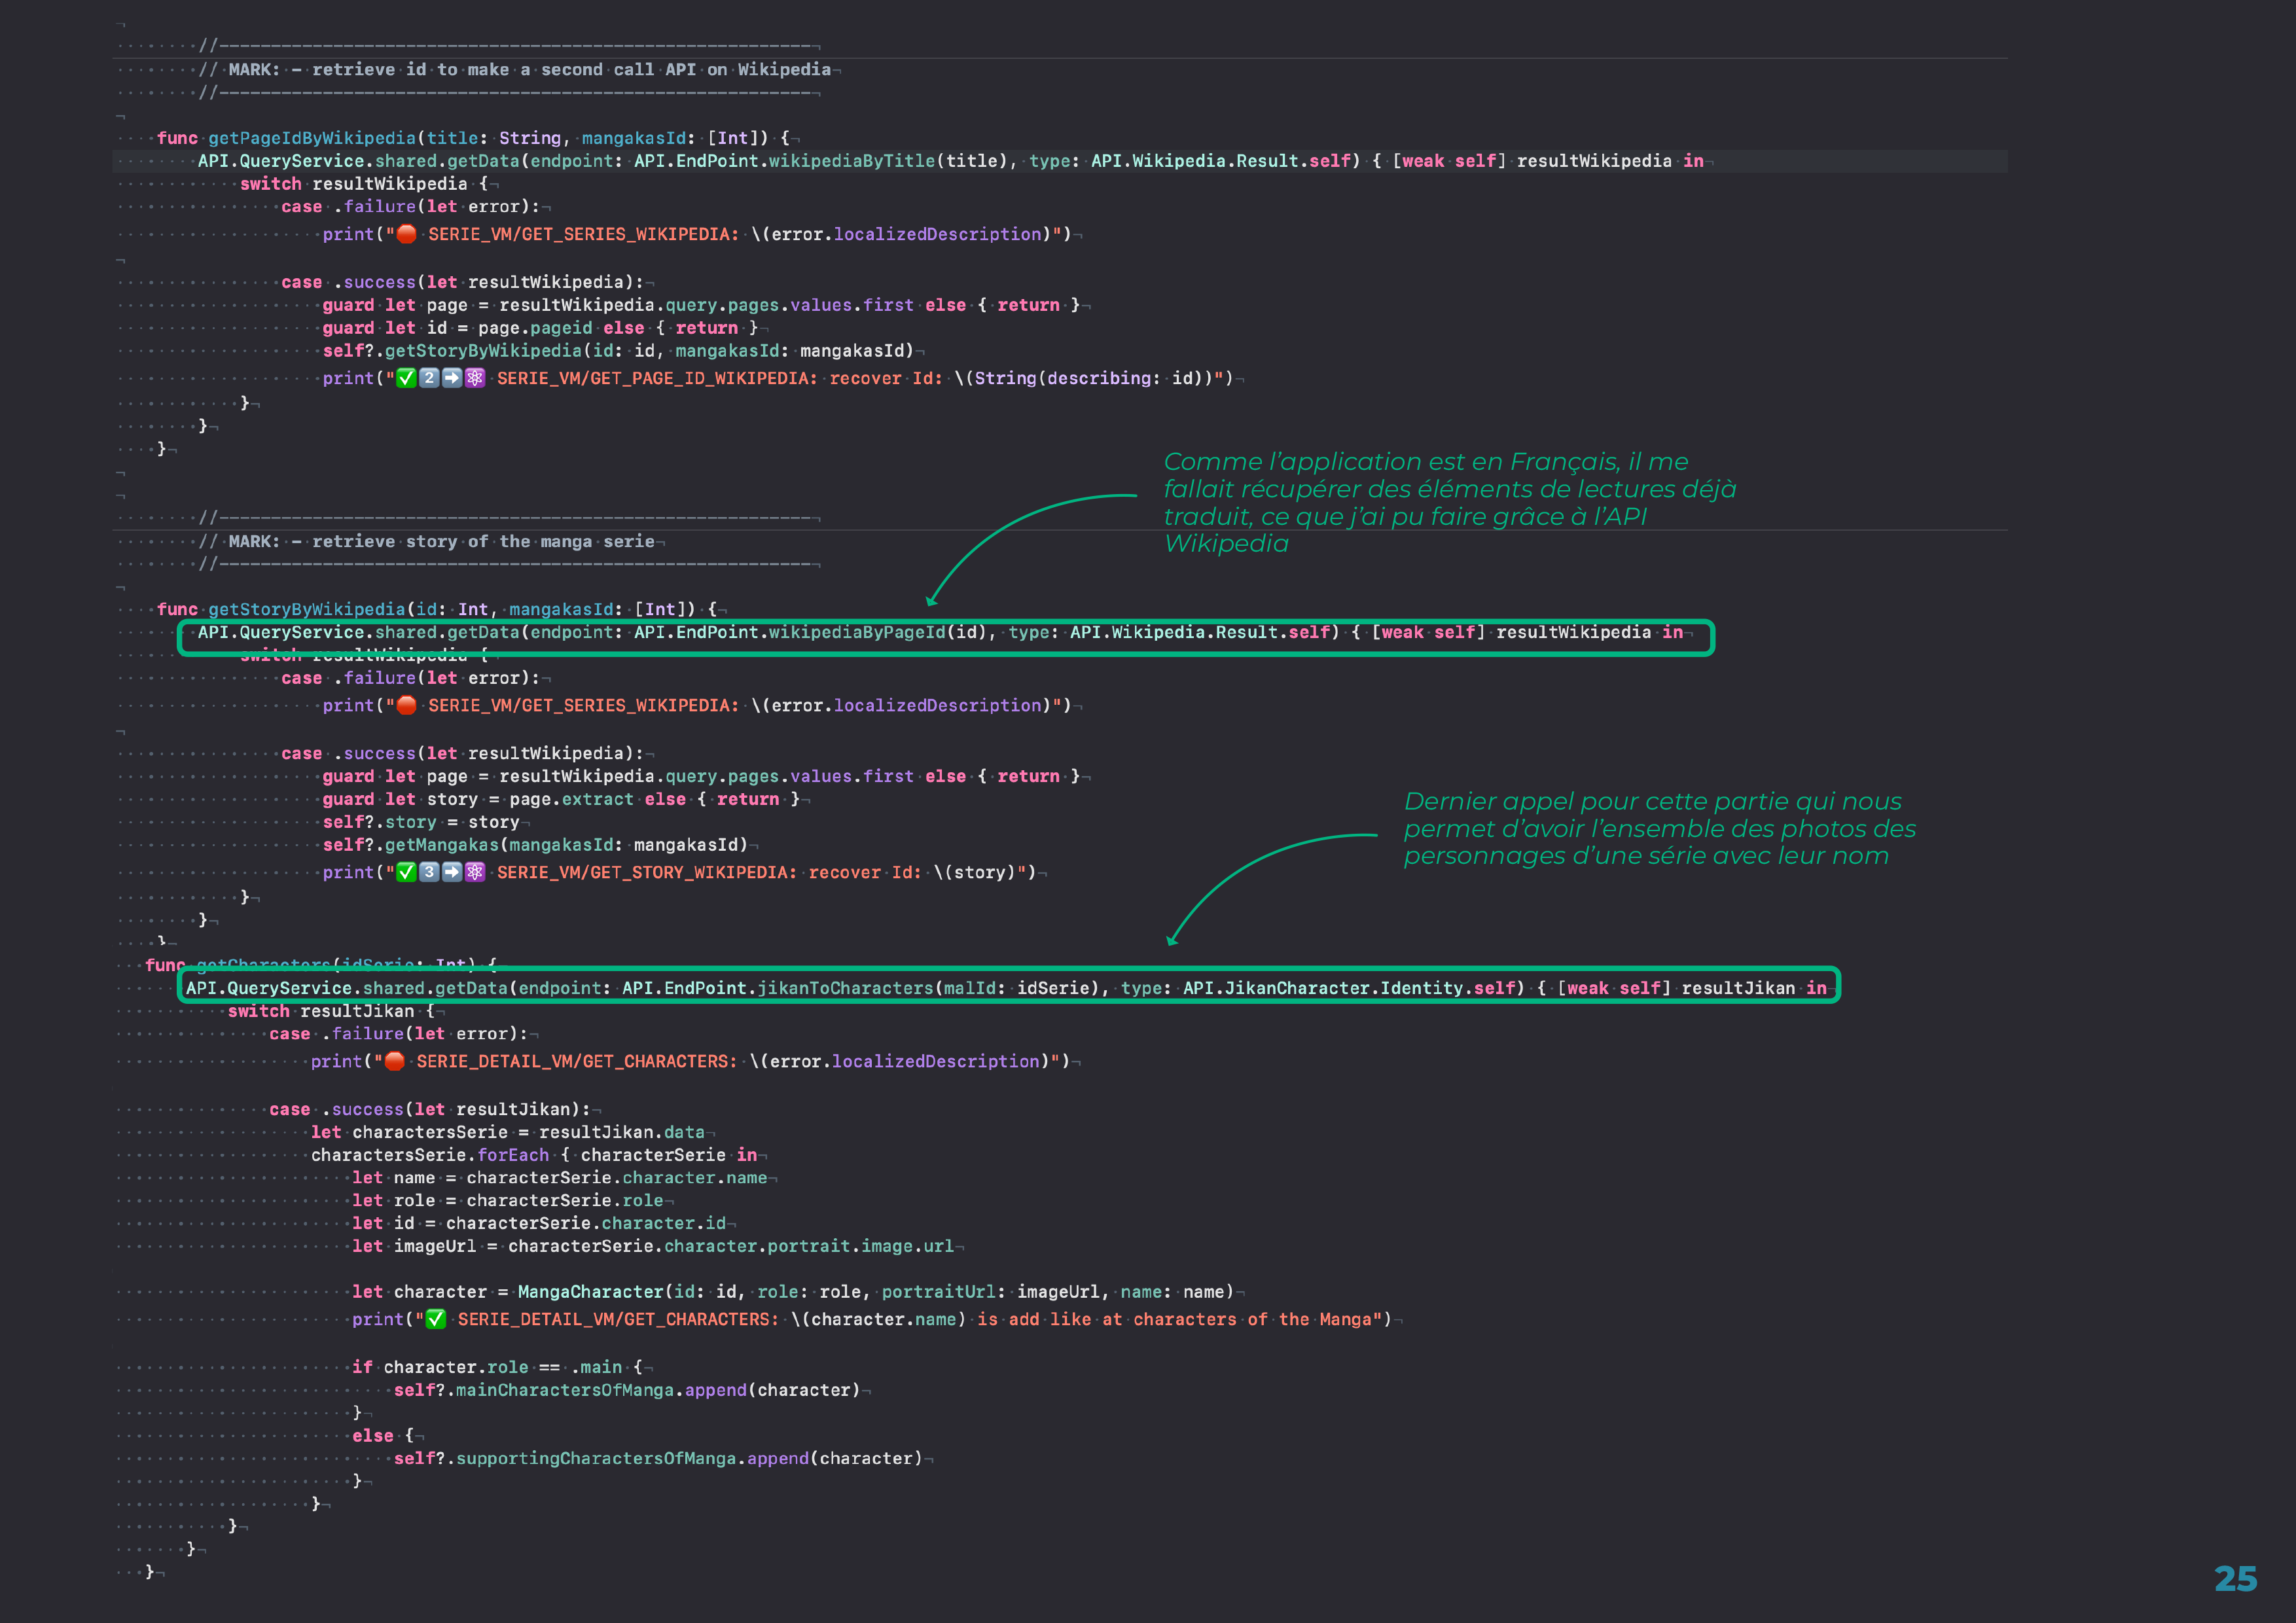 //---------------------------------------------------------
// MARK: - retrieve id to make a second call API on Wikipedia
//---------------------------------------------------------
func getPageIdByWikipedia(title: String, mangakasId: [Int]) {
API.QueryService.shared.getData(endpoint: API.EndPoint.wikipediaByTitle(title), type: API.Wikipedia.Result.self) { [weak self] resultWikipedia in
switch resultWikipedia {
case .failure(let error):
print("🛑 SERIE_VM/GET_SERIES_WIKIPEDIA: \(error.localizedDescription)")
case .success(let resultWikipedia):
guard let page = resultWikipedia.query.pages.values.first else { return }
guard let id = page.pageid else { return }
self?.getStoryByWikipedia(id: id, mangakasId: mangakasId)
print("✅2️⃣➡️⚛️ SERIE_VM/GET_PAGE_ID_WIKIPEDIA: recover Id: \(String(describing: id))")
}
}
}
Comme l'application est en Français, il me
fallait récupérer des éléments de lectures déjà
traduit, ce que j'ai pu faire grâce à l'API
Wikipedia
//---------------------------------------------------------
// MARK: - retrieve story of the manga serie
//---------------------------------------------------------
func getStoryByWikipedia(id: Int, mangakasId: [Int]) {
API.QueryService.shared.getData(endpoint: API.EndPoint.wikipediaByPageId(id), type: API.Wikipedia.Result.self) { [weak self] resultWikipedia in
switch resultWikipedia {
case .failure(let error):
print("🛑 SERIE_VM/GET_SERIES_WIKIPEDIA: \(error.localizedDescription)")
case .success(let resultWikipedia):
guard let page = resultWikipedia.query.pages.values.first else { return }
guard let story = page.extract else { return }
self?.story = story
self?.getMangakas(mangakasId: mangakasId)
print("✅3️⃣➡️⚛️ SERIE_VM/GET_STORY_WIKIPEDIA: recover Id: \(story)")
}
}
}
Dernier appel pour cette partie qui nous
permet d'avoir l'ensemble des photos des
personnages d'une série avec leur nom
func getCharacters(idSerie: Int) {
API.QueryService.shared.getData(endpoint: API.EndPoint.jikanToCharacters(malId: idSerie), type: API.JikanCharacter.Identity.self) { [weak self] resultJikan in
switch resultJikan {
case .failure(let error):
print("🛑 SERIE_DETAIL_VM/GET_CHARACTERS: \(error.localizedDescription)")
case .success(let resultJikan):
let charactersSerie = resultJikan.data
charactersSerie.forEach { characterSerie in
let name = characterSerie.character.name
let role = characterSerie.role
let id = characterSerie.character.id
let imageUrl = characterSerie.character.portrait.image.url
let character = MangaCharacter(id: id, role: role, portraitUrl: imageUrl, name: name)
print("✅ SERIE_DETAIL_VM/GET_CHARACTERS: \(character.name) is add like at characters of the Manga")
if character.role == .main {
self?.mainCharactersOfManga.append(character)
}
else {
self?.supportingCharactersOfManga.append(character)
}
}
}
}
}
25